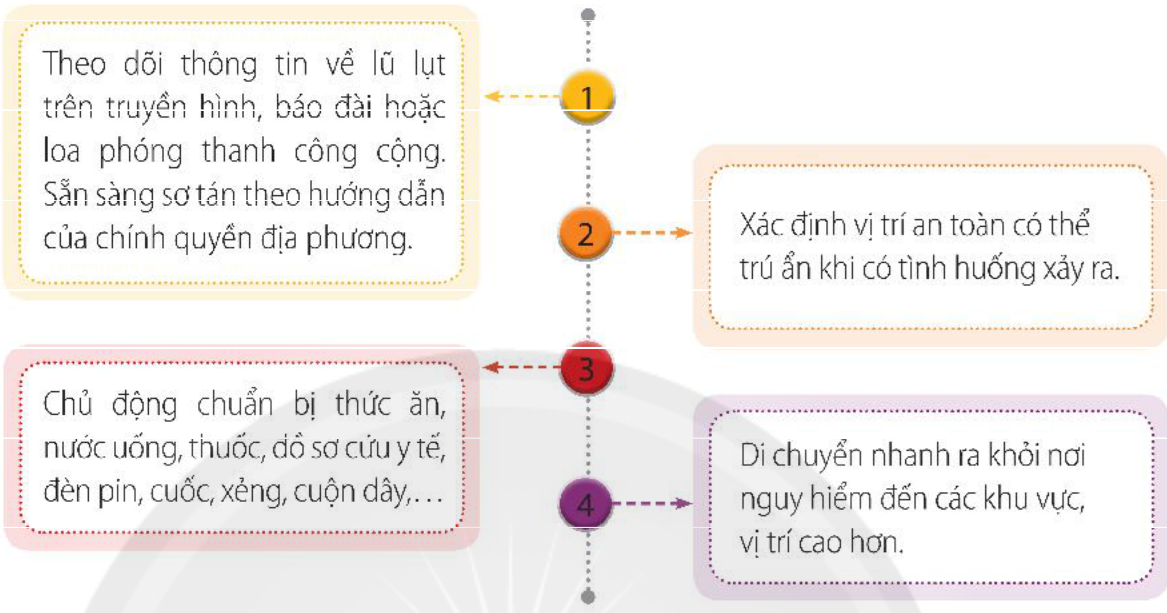 Theo dõi thông tin về lũ lụt
trên truyền hình, báo đài hoặc
loa phóng thanh công cộng.
Sẵn sàng sơ tán theo hướng dẫn
của chính quyền địa phương.
1
2
Xác định vị trí an toàn có thể
trú ẩn khi có tình huống xảy ra.
3
Chủ động chuẩn bị thức ăn,
nước uống, thuốc, đồ sơ cứu y tế,
đèn pin, cuốc, xẻng, cuộn dây,...
4
Di chuyển nhanh ra khỏi nơi
nguy hiểm đến các khu vực,
vị trí cao hơn.